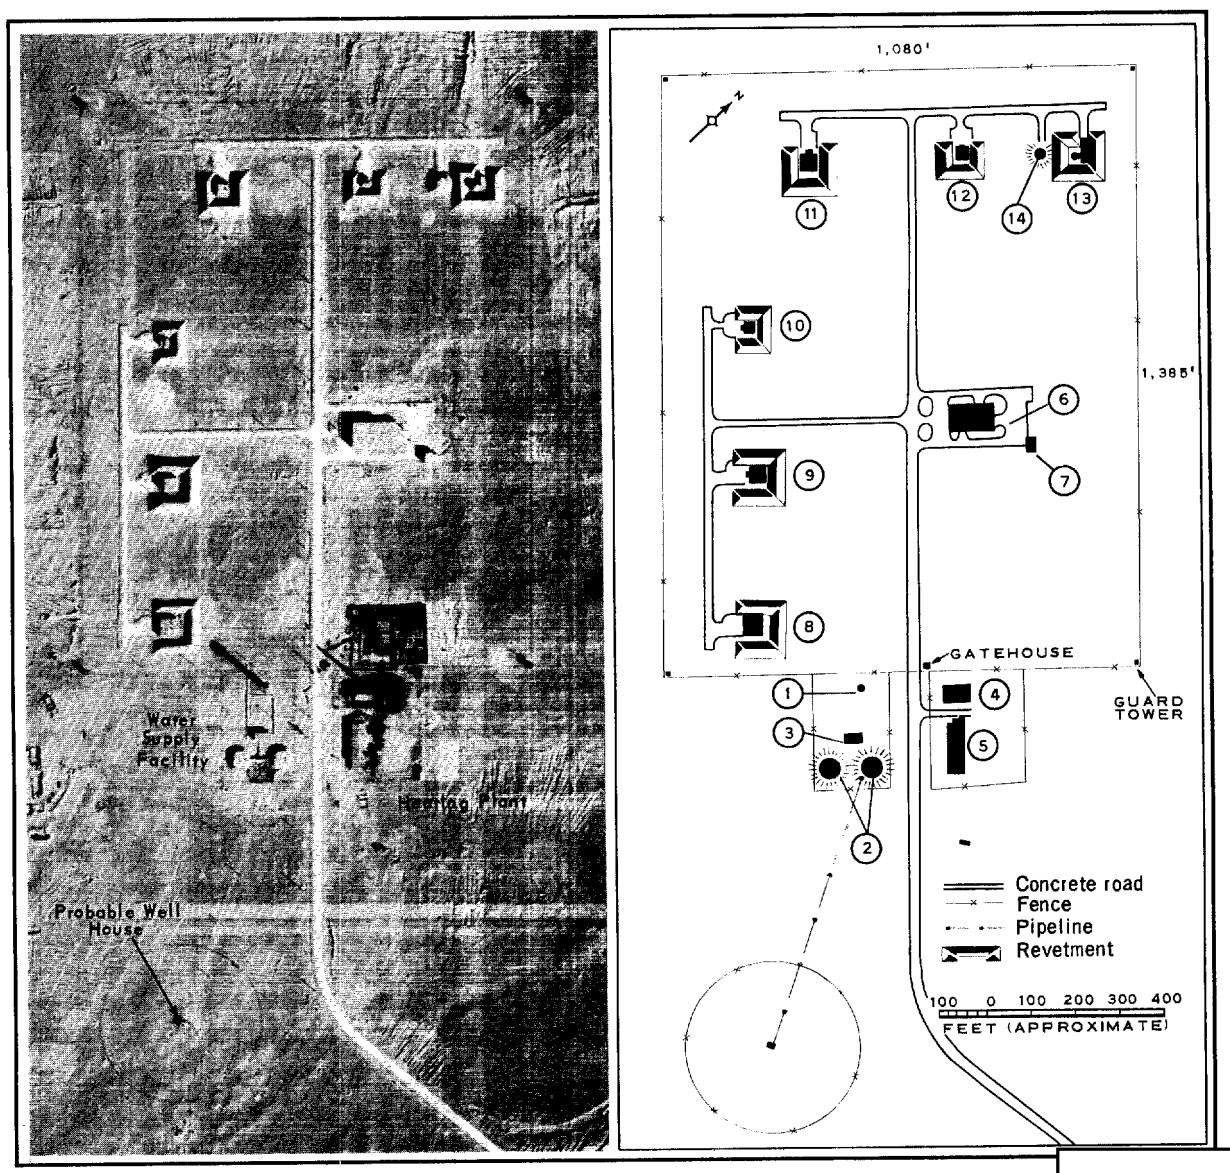 Water
Supply
Facility
Heating Plant
Probable Well
House
1,080'
N
11
12
14
13
10
1,385'
6
9
7
8
GATEHOUSE
1
4
GUARD
TOWER
3
5
2
Concrete road
Fence
Pipeline
Revetment
100 0 100 200 300 400
FEET (APPROXIMATE)